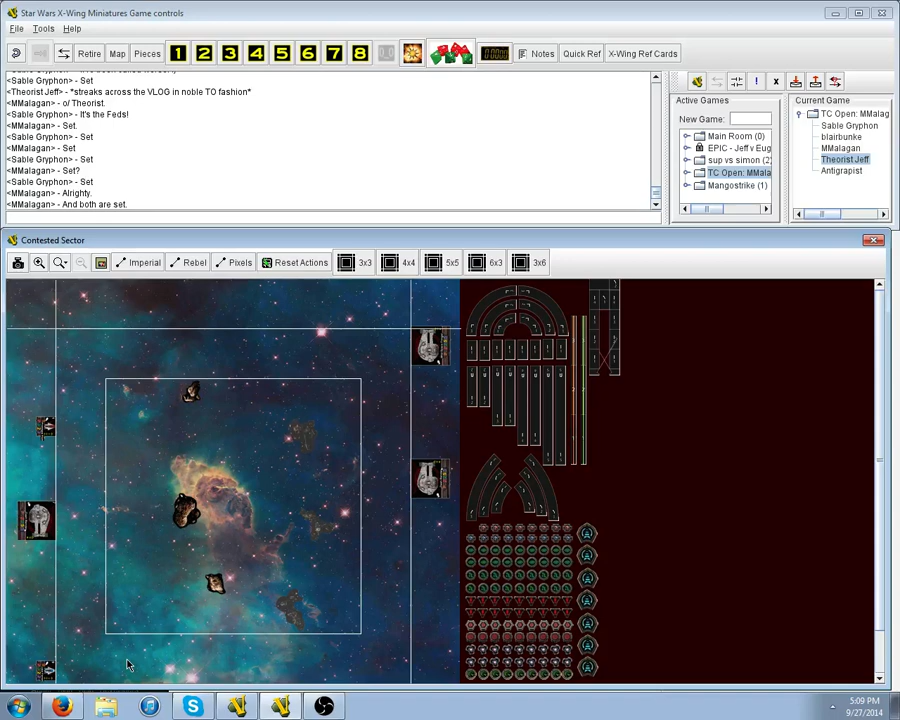 Star Wars X-Wing Miniatures Game controls
File Tools Help
Retire Map Pieces 1 2 3 4 5 6 7 8 Notes Quick Ref X-Wing Ref Cards
<Sable Gryphon> - Set
<Theorist Jeff> - *streaks across the VLOG in noble TO fashion*
<MMalagan> - o/ Theorist.
<Sable Gryphon> - It's the Feds!
<MMalagan> - Set.
<Sable Gryphon> - Set
<MMalagan> - Set
<Sable Gryphon> - Set
<MMalagan> - Set?
<Sable Gryphon> - Set
<MMalagan> - Alrighty.
<MMalagan> - And both are set.
Active Games
New Game:
Main Room (0)
EPIC - Jeff v Eug
sup vs simon (2)
TC Open: MMala
Mangostrike (1)
Current Game
TC Open: MMalag
Sable Gryphon
blairbunke
MMalagan
Theorist Jeff
Antigrapist
Contested Sector
Imperial Rebel Pixels Reset Actions 3x3 4x4 5x5 6x3 3x6
5:09 PM
9/27/2014